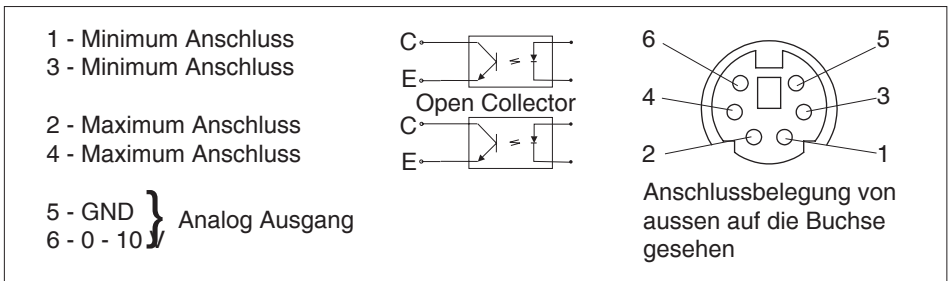 1 - Minimum Anschluss
3 - Minimum Anschluss
2 - Maximum Anschluss
4 - Maximum Anschluss
5 - GND
6 - 0 - 10 V
} Analog Ausgang
C
E
Open Collector
C
E
6
5
4
3
2
1
Anschlussbelegung von
aussen auf die Buchse
gesehen